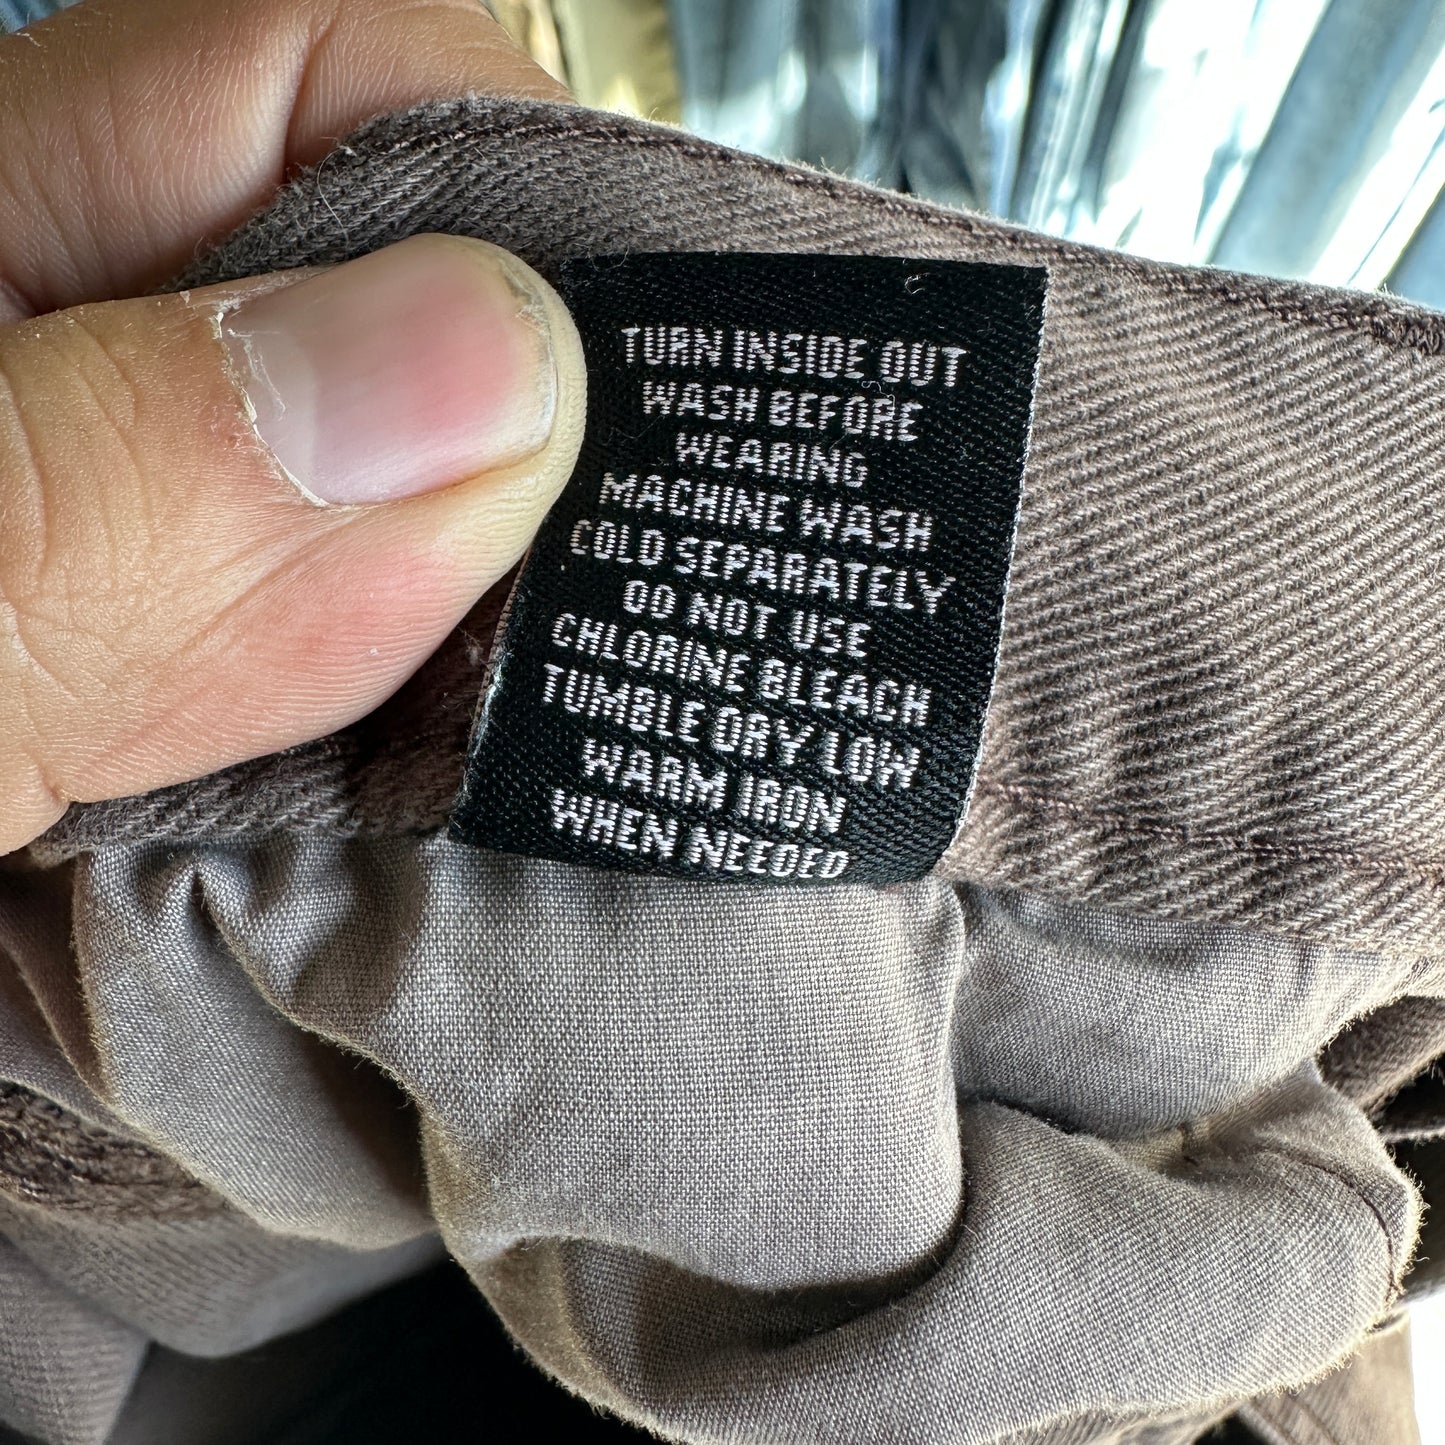 TURN INSIDE OUT
WASH BEFORE
WEARING
MACHINE WASH
COLD SEPARATELY
DO NOT USE
CHLORINE BLEACH
TUMBLE DRY LOW
WARM IRON
WHEN NEEDED